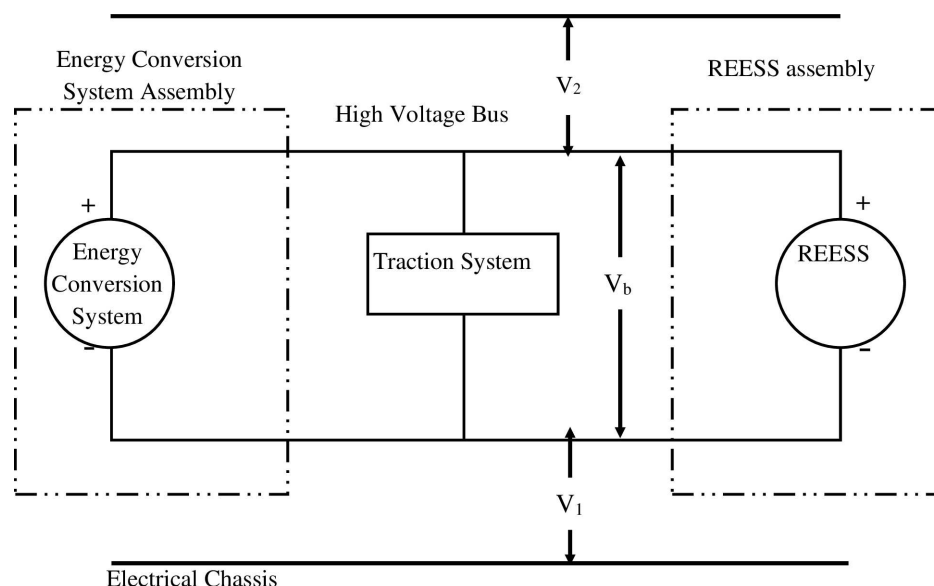 Energy Conversion
System Assembly
V2
REESS assembly
High Voltage Bus
+
+
Energy
Conversion
System
Traction System
REESS
Vb
-
-
V1
Electrical Chassis